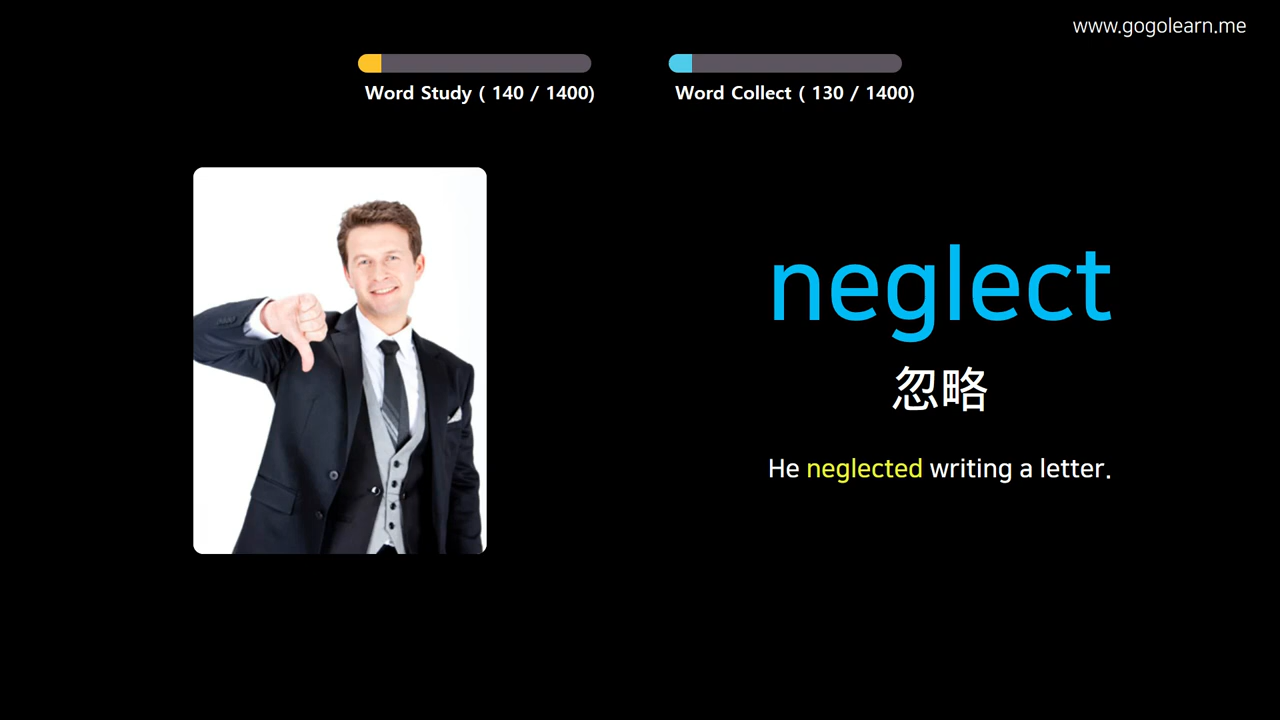 www.gogolearn.me
Word Study ( 140 / 1400)
Word Collect ( 130 / 1400)
neglect
忽略
He neglected writing a letter.